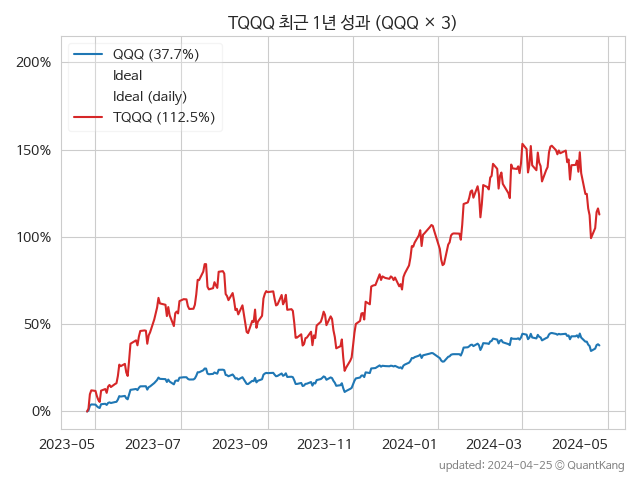 TQQQ 최근 1년 성과 (QQQ × 3)
QQQ (37.7%)
Ideal
Ideal (daily)
TQQQ (112.5%)
200%
150%
100%
50%
0%
2023-05 2023-07 2023-09 2023-11 2024-01 2024-03 2024-05
updated: 2024-04-25 © QuantKang